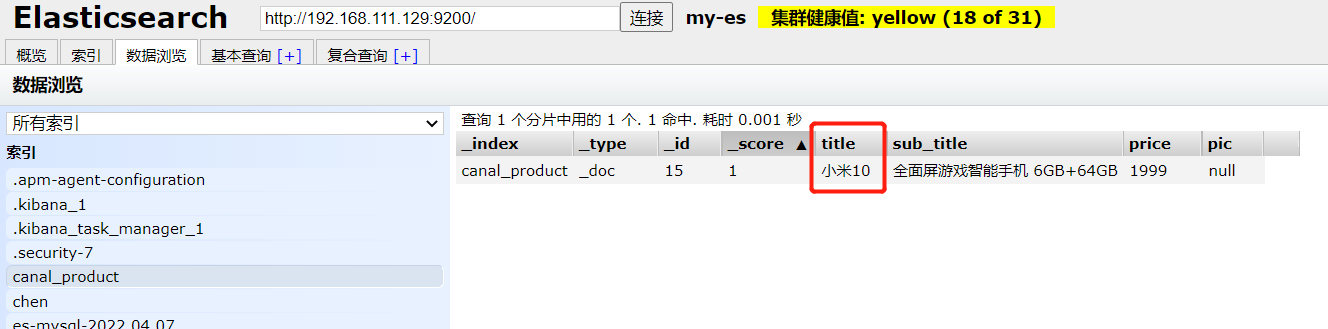 Elasticsearch http://192.168.111.129:9200/ 连接 my-es 集群健康值: yellow (18 of 31)
概览 索引 数据浏览 基本查询 [+] 复合查询 [+]
数据浏览
所有索引
索引
.apm-agent-configuration
.kibana_1
.kibana_task_manager_1
.security-7
canal_product
chen
es-mysql-2022.04.07
查询 1 个分片中用的 1 个. 1 命中. 耗时 0.001 秒
_index _type _id _score ▲ title sub_title price pic
canal_product _doc 15 1 小米10 全面屏游戏智能手机 6GB+64GB 1999 null